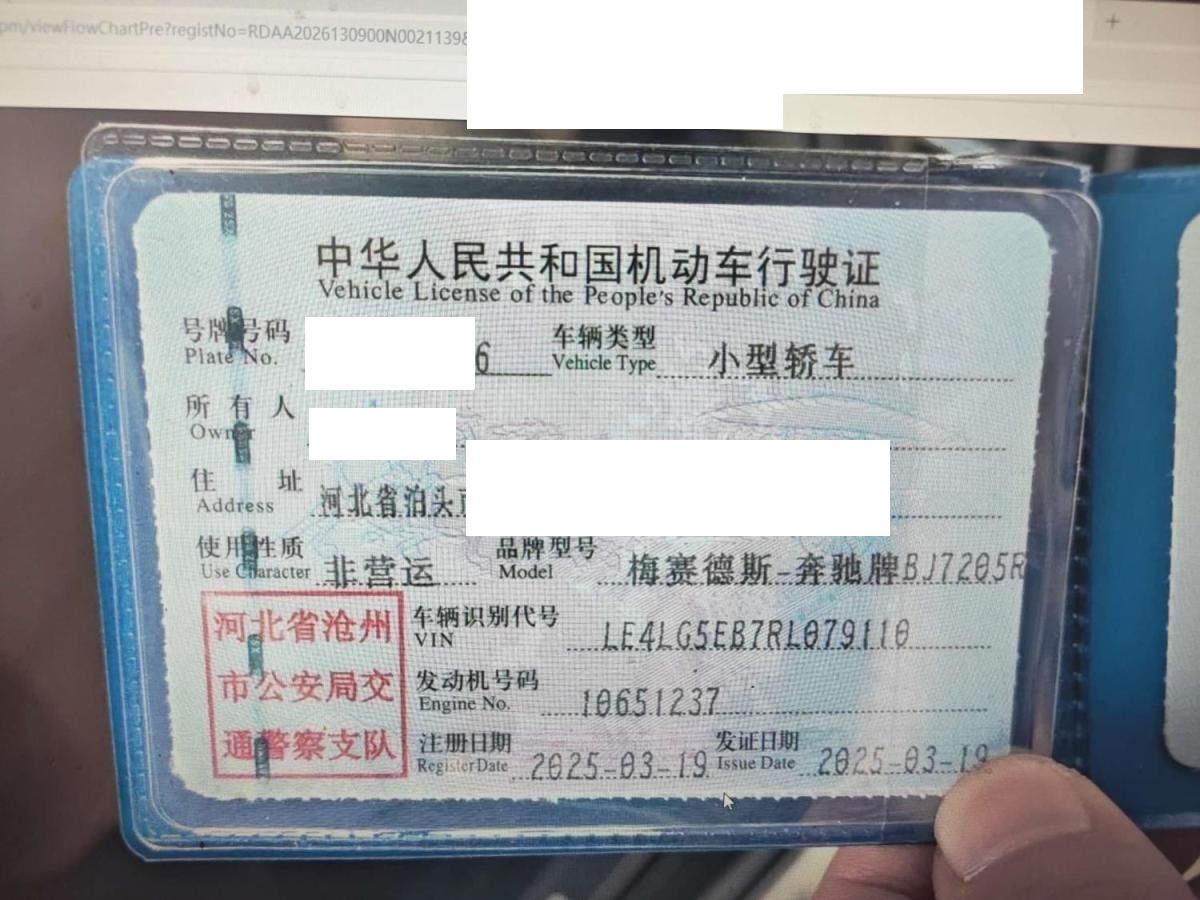 pm/viewFlowChartPre?registNo=RDAA2026130900N00211398
中华人民共和国机动车行驶证
Vehicle License of the People's Republic of China
号牌号码 6 车辆类型 小型轿车
Plate No. Vehicle Type
所有人
Owner
住址 河北省泊头
Address
使用性质 非营运 品牌型号 梅赛德斯-奔驰牌BJ7205R
Use Character Model
河北省沧州
市公安局交
通警察支队
车辆识别代号 LE4LG5EB7RL079110
VIN
发动机号码 10651237
Engine No.
注册日期 2025-03-19 发证日期 2025-03-19
Register Date Issue Date